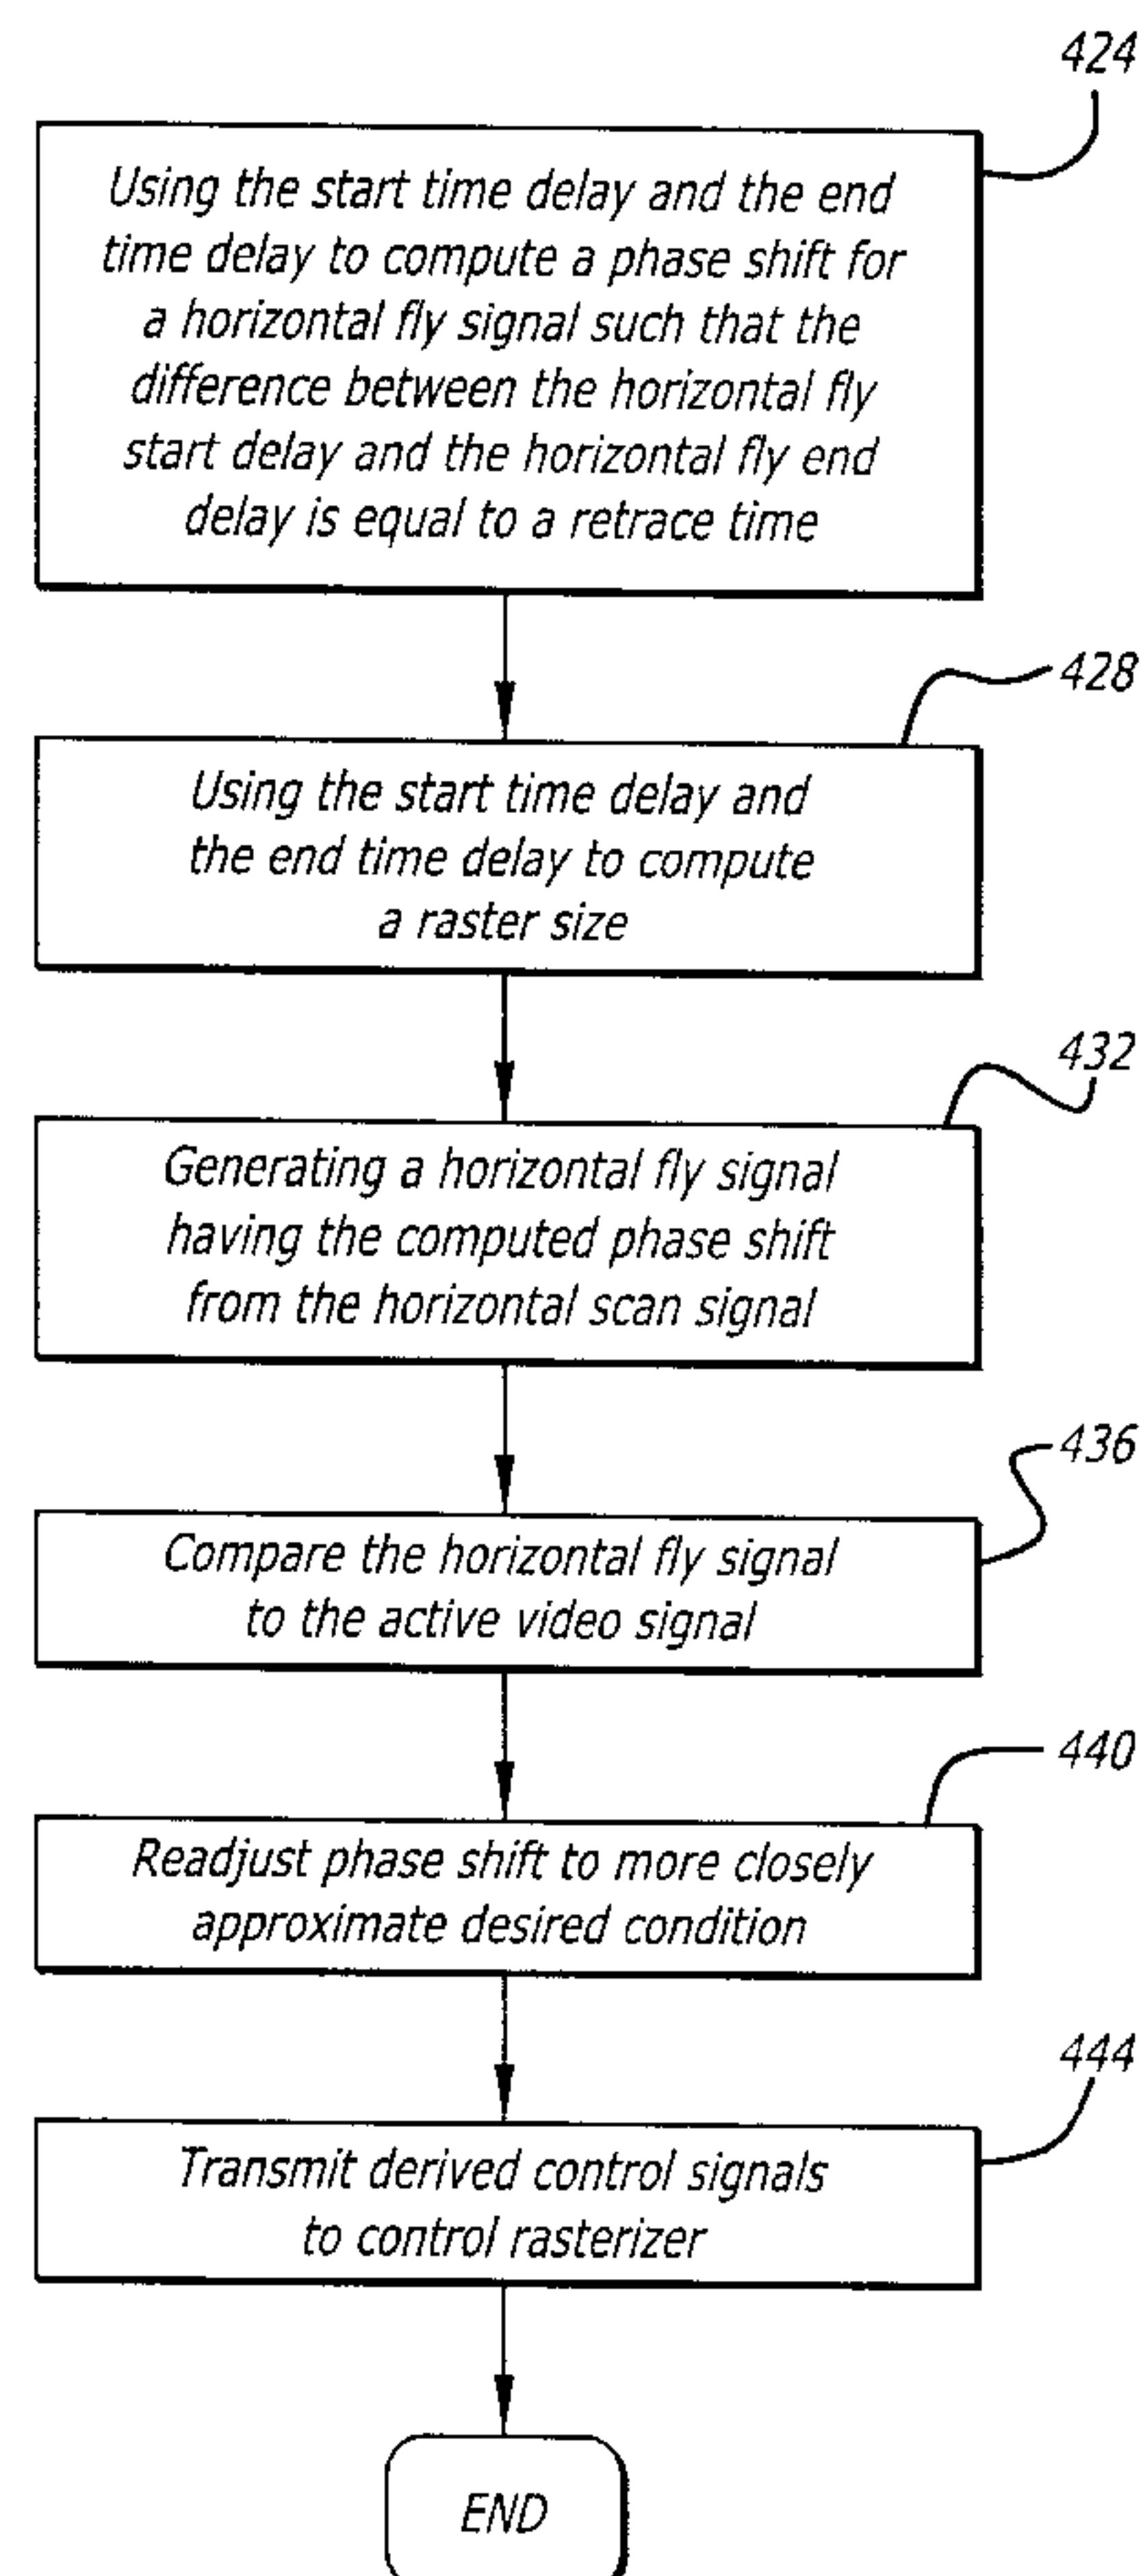 424
Using the start time delay and the end
time delay to compute a phase shift for
a horizontal fly signal such that the
difference between the horizontal fly
start delay and the horizontal fly end
delay is equal to a retrace time
428
Using the start time delay and
the end time delay to compute
a raster size
432
Generating a horizontal fly signal
having the computed phase shift
from the horizontal scan signal
436
Compare the horizontal fly signal
to the active video signal
440
Readjust phase shift to more closely
approximate desired condition
444
Transmit derived control signals
to control rasterizer
END